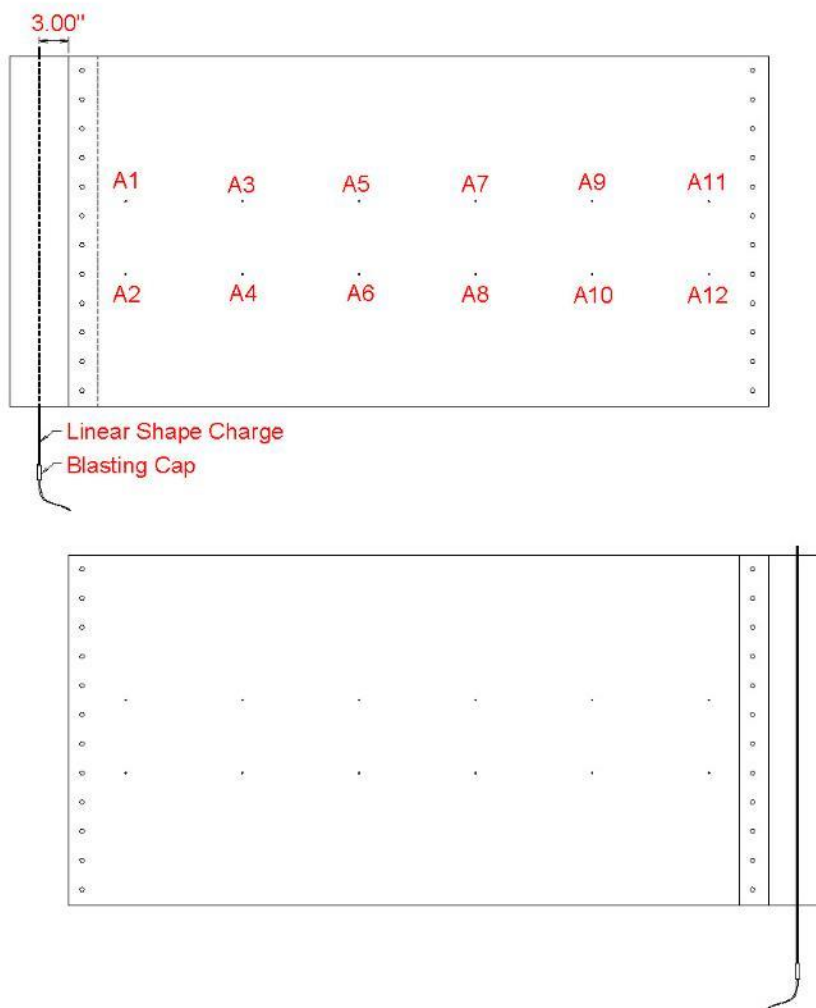 3.00"
A1 A3 A5 A7 A9 A11
A2 A4 A6 A8 A10 A12
Linear Shape Charge
Blasting Cap